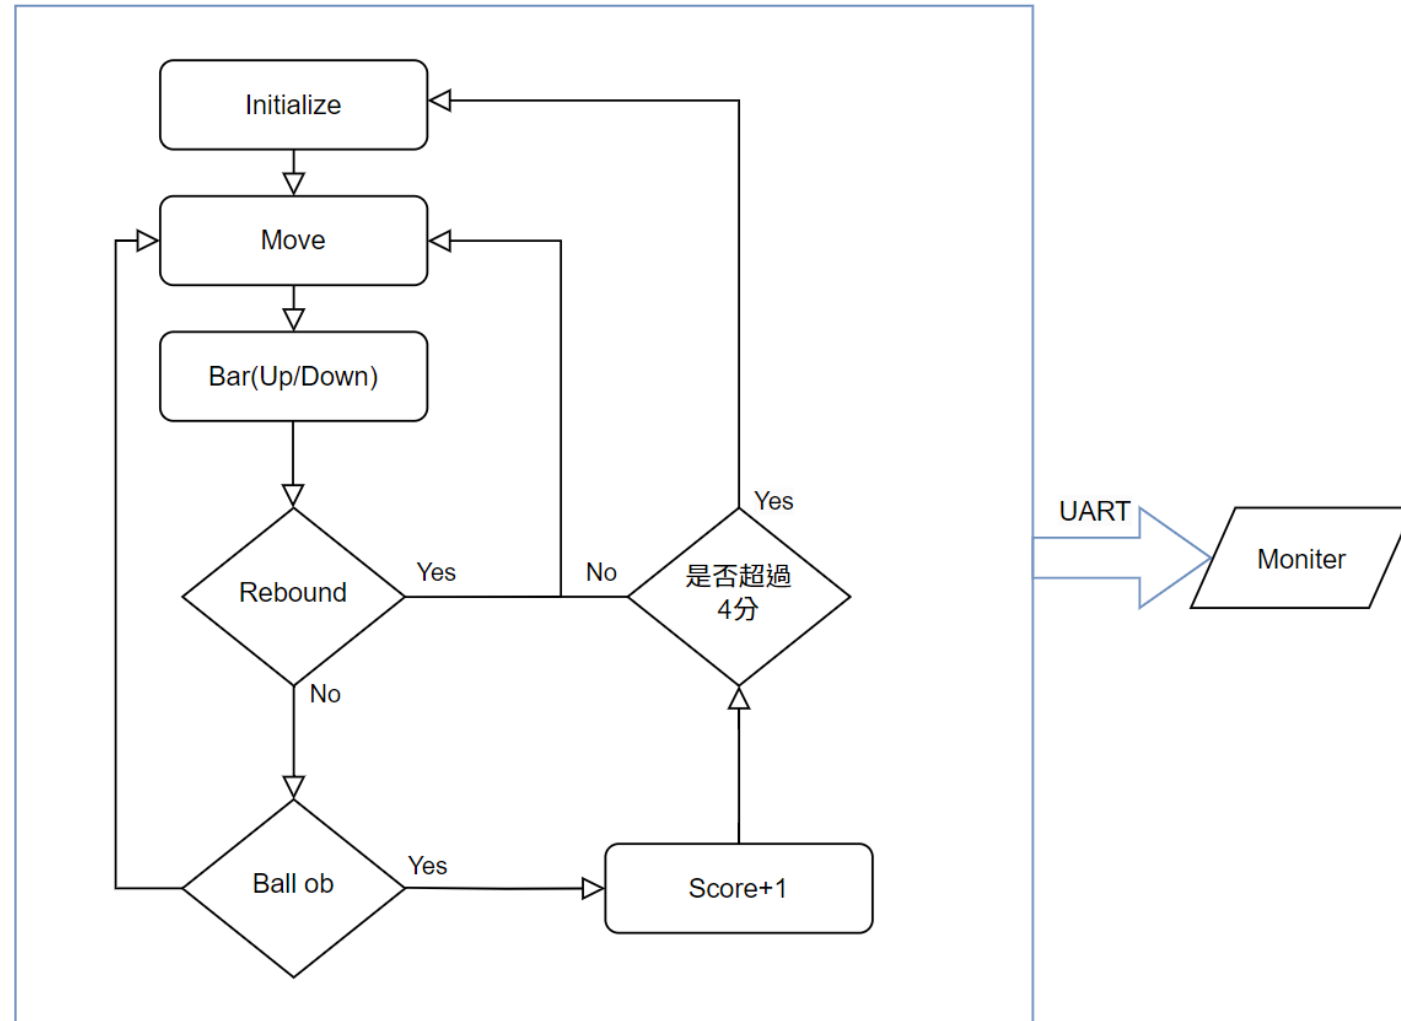 Initialize
Move
Bar(Up/Down)
Rebound
Yes
No
No
是否超過
4分
Yes
Ball ob
Yes
Score+1
UART
Moniter